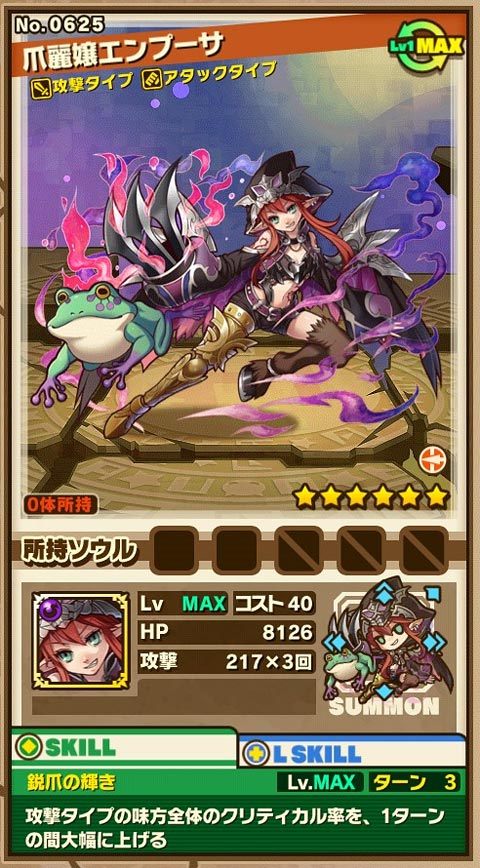 No.0625
爪麗嬢エンプーサ
Lv1 MAX
攻撃タイプ アタックタイプ
0体所持
所持ソウル
Lv MAX コスト 40
HP 8126
攻撃 217×3回
SUMMON
SKILL
L SKILL
鋭爪の輝き Lv.MAX ターン 3
攻撃タイプの味方全体のクリティカル率を、1ターン
の間大幅に上げる